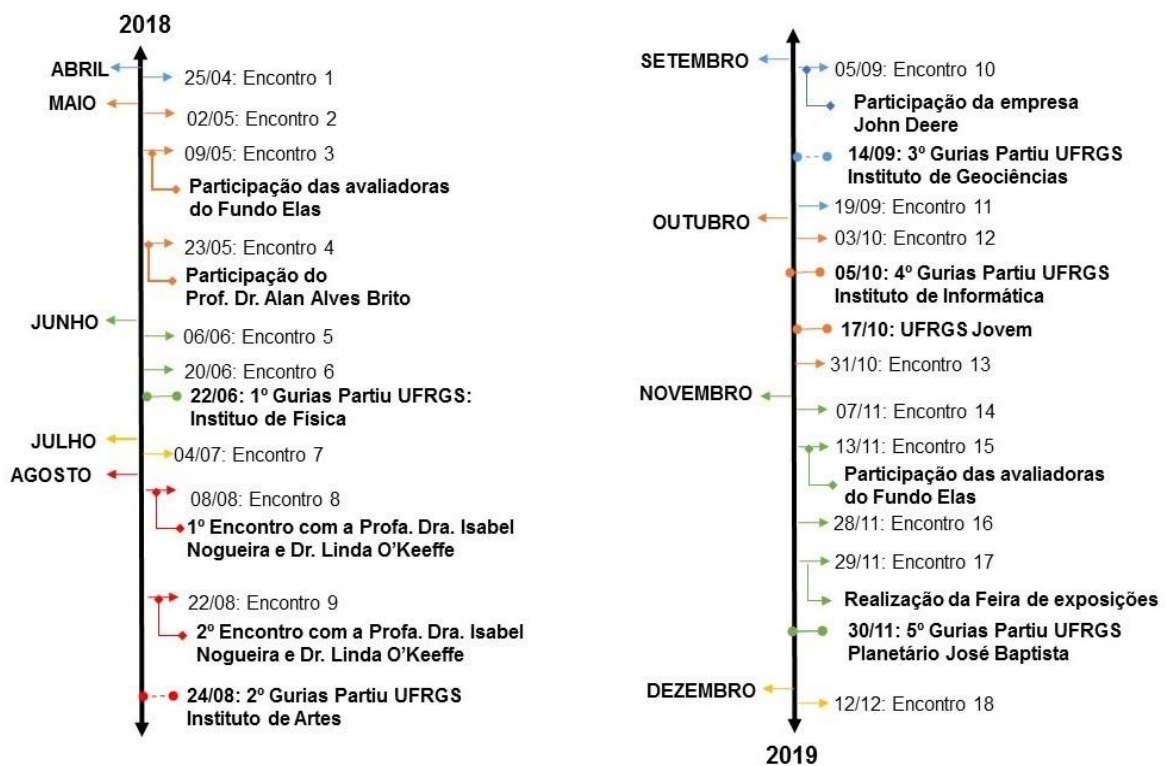 2018
ABRIL
25/04: Encontro 1
MAIO
02/05: Encontro 2
09/05: Encontro 3
Participação das avaliadoras
do Fundo Elas
23/05: Encontro 4
Participação do
Prof. Dr. Alan Alves Brito
JUNHO
06/06: Encontro 5
20/06: Encontro 6
22/06: 1º Gurias Partiu UFRGS:
Instituo de Física
JULHO
04/07: Encontro 7
AGOSTO
08/08: Encontro 8
1º Encontro com a Profa. Dra. Isabel
Nogueira e Dr. Linda O’Keeffe
22/08: Encontro 9
2º Encontro com a Profa. Dra. Isabel
Nogueira e Dr. Linda O’Keeffe
24/08: 2º Gurias Partiu UFRGS
Instituto de Artes
SETEMBRO
05/09: Encontro 10
Participação da empresa
John Deere
14/09: 3º Gurias Partiu UFRGS
Instituto de Geociências
19/09: Encontro 11
OUTUBRO
03/10: Encontro 12
05/10: 4º Gurias Partiu UFRGS
Instituto de Informática
17/10: UFRGS Jovem
31/10: Encontro 13
NOVEMBRO
07/11: Encontro 14
13/11: Encontro 15
Participação das avaliadoras
do Fundo Elas
28/11: Encontro 16
29/11: Encontro 17
Realização da Feira de exposições
30/11: 5º Gurias Partiu UFRGS
Planetário José Baptista
DEZEMBRO
12/12: Encontro 18
2019